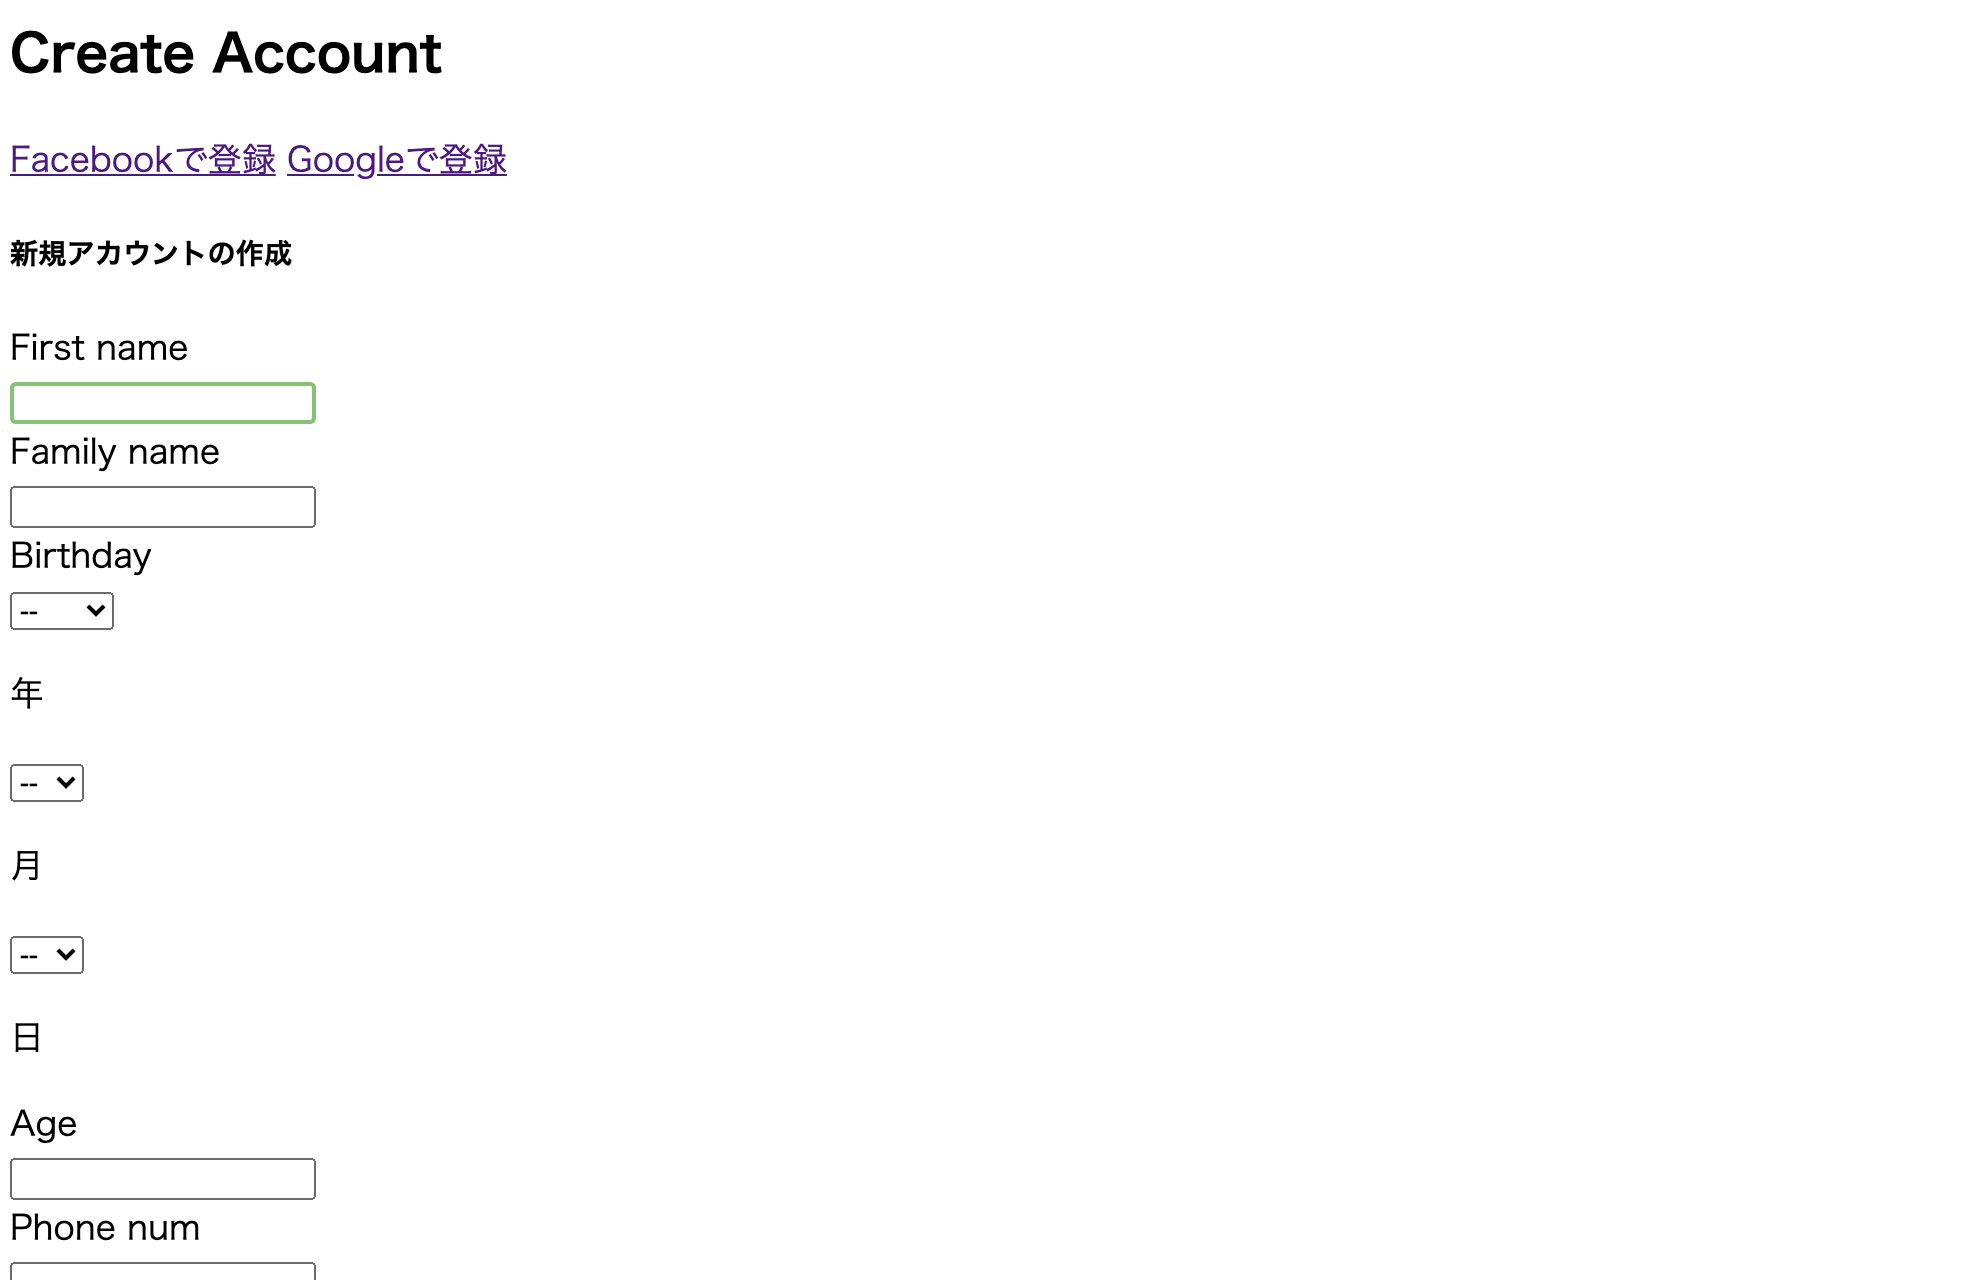 Create Account
Facebookで登録 Googleで登録
新規アカウントの作成
First name
Family name
Birthday
--
年
--
月
--
日
Age
Phone num